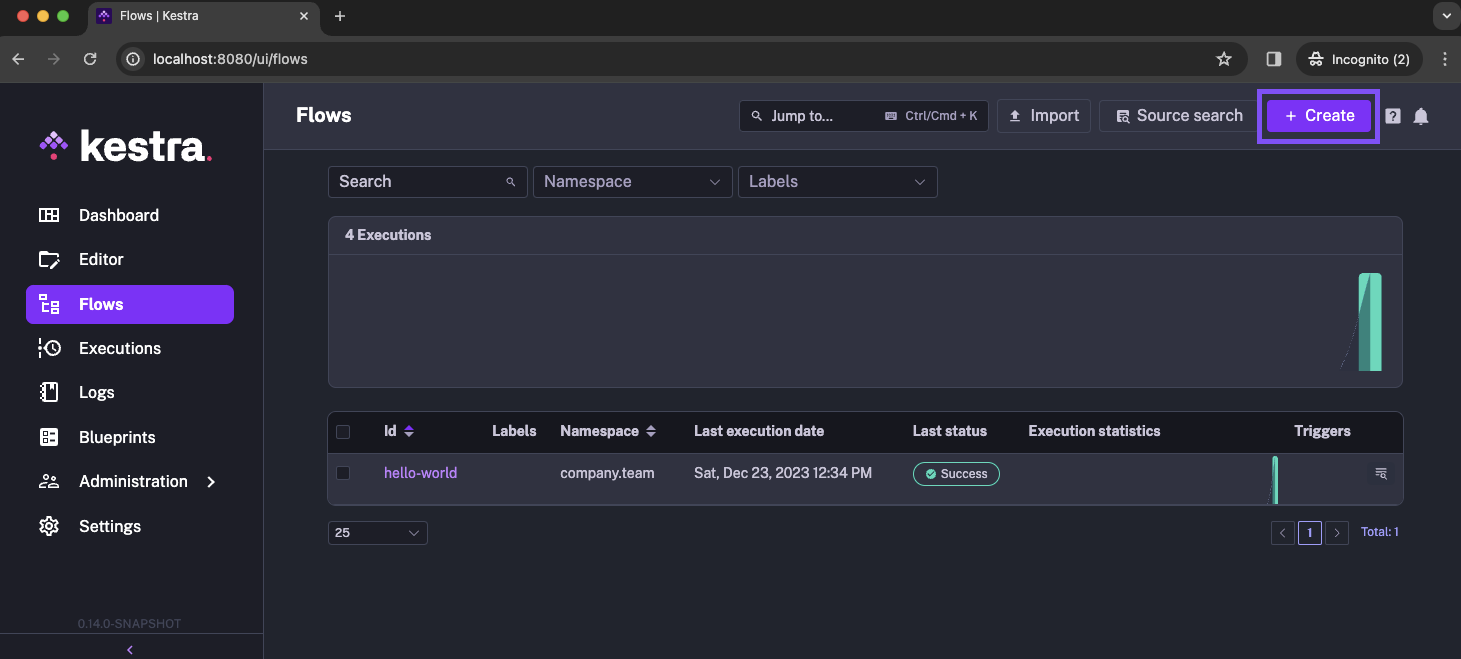 Flows | Kestra
localhost:8080/ui/flows
Incognito (2)
kestra.
Dashboard
Editor
Flows
Executions
Logs
Blueprints
Administration
Settings
0.14.0-SNAPSHOT
Flows
Jump to... Ctrl/Cmd + K
Import
Source search
+ Create
Search
Namespace
Labels
4 Executions
Id Labels Namespace Last execution date Last status Execution statistics Triggers
hello-world company.team Sat, Dec 23, 2023 12:34 PM Success
25
1
Total: 1